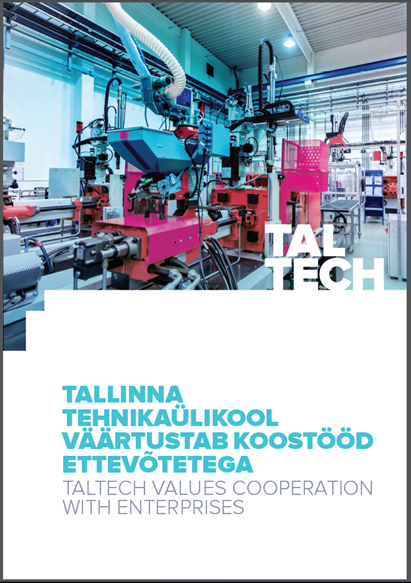 TAL
TECH
TALLINNA
TEHNIKAÜLIKOOL
VÄÄRTUSTAB KOOSTÖÖD
ETTEVÕTETEGA
TALTECH VALUES COOPERATION
WITH ENTERPRISES